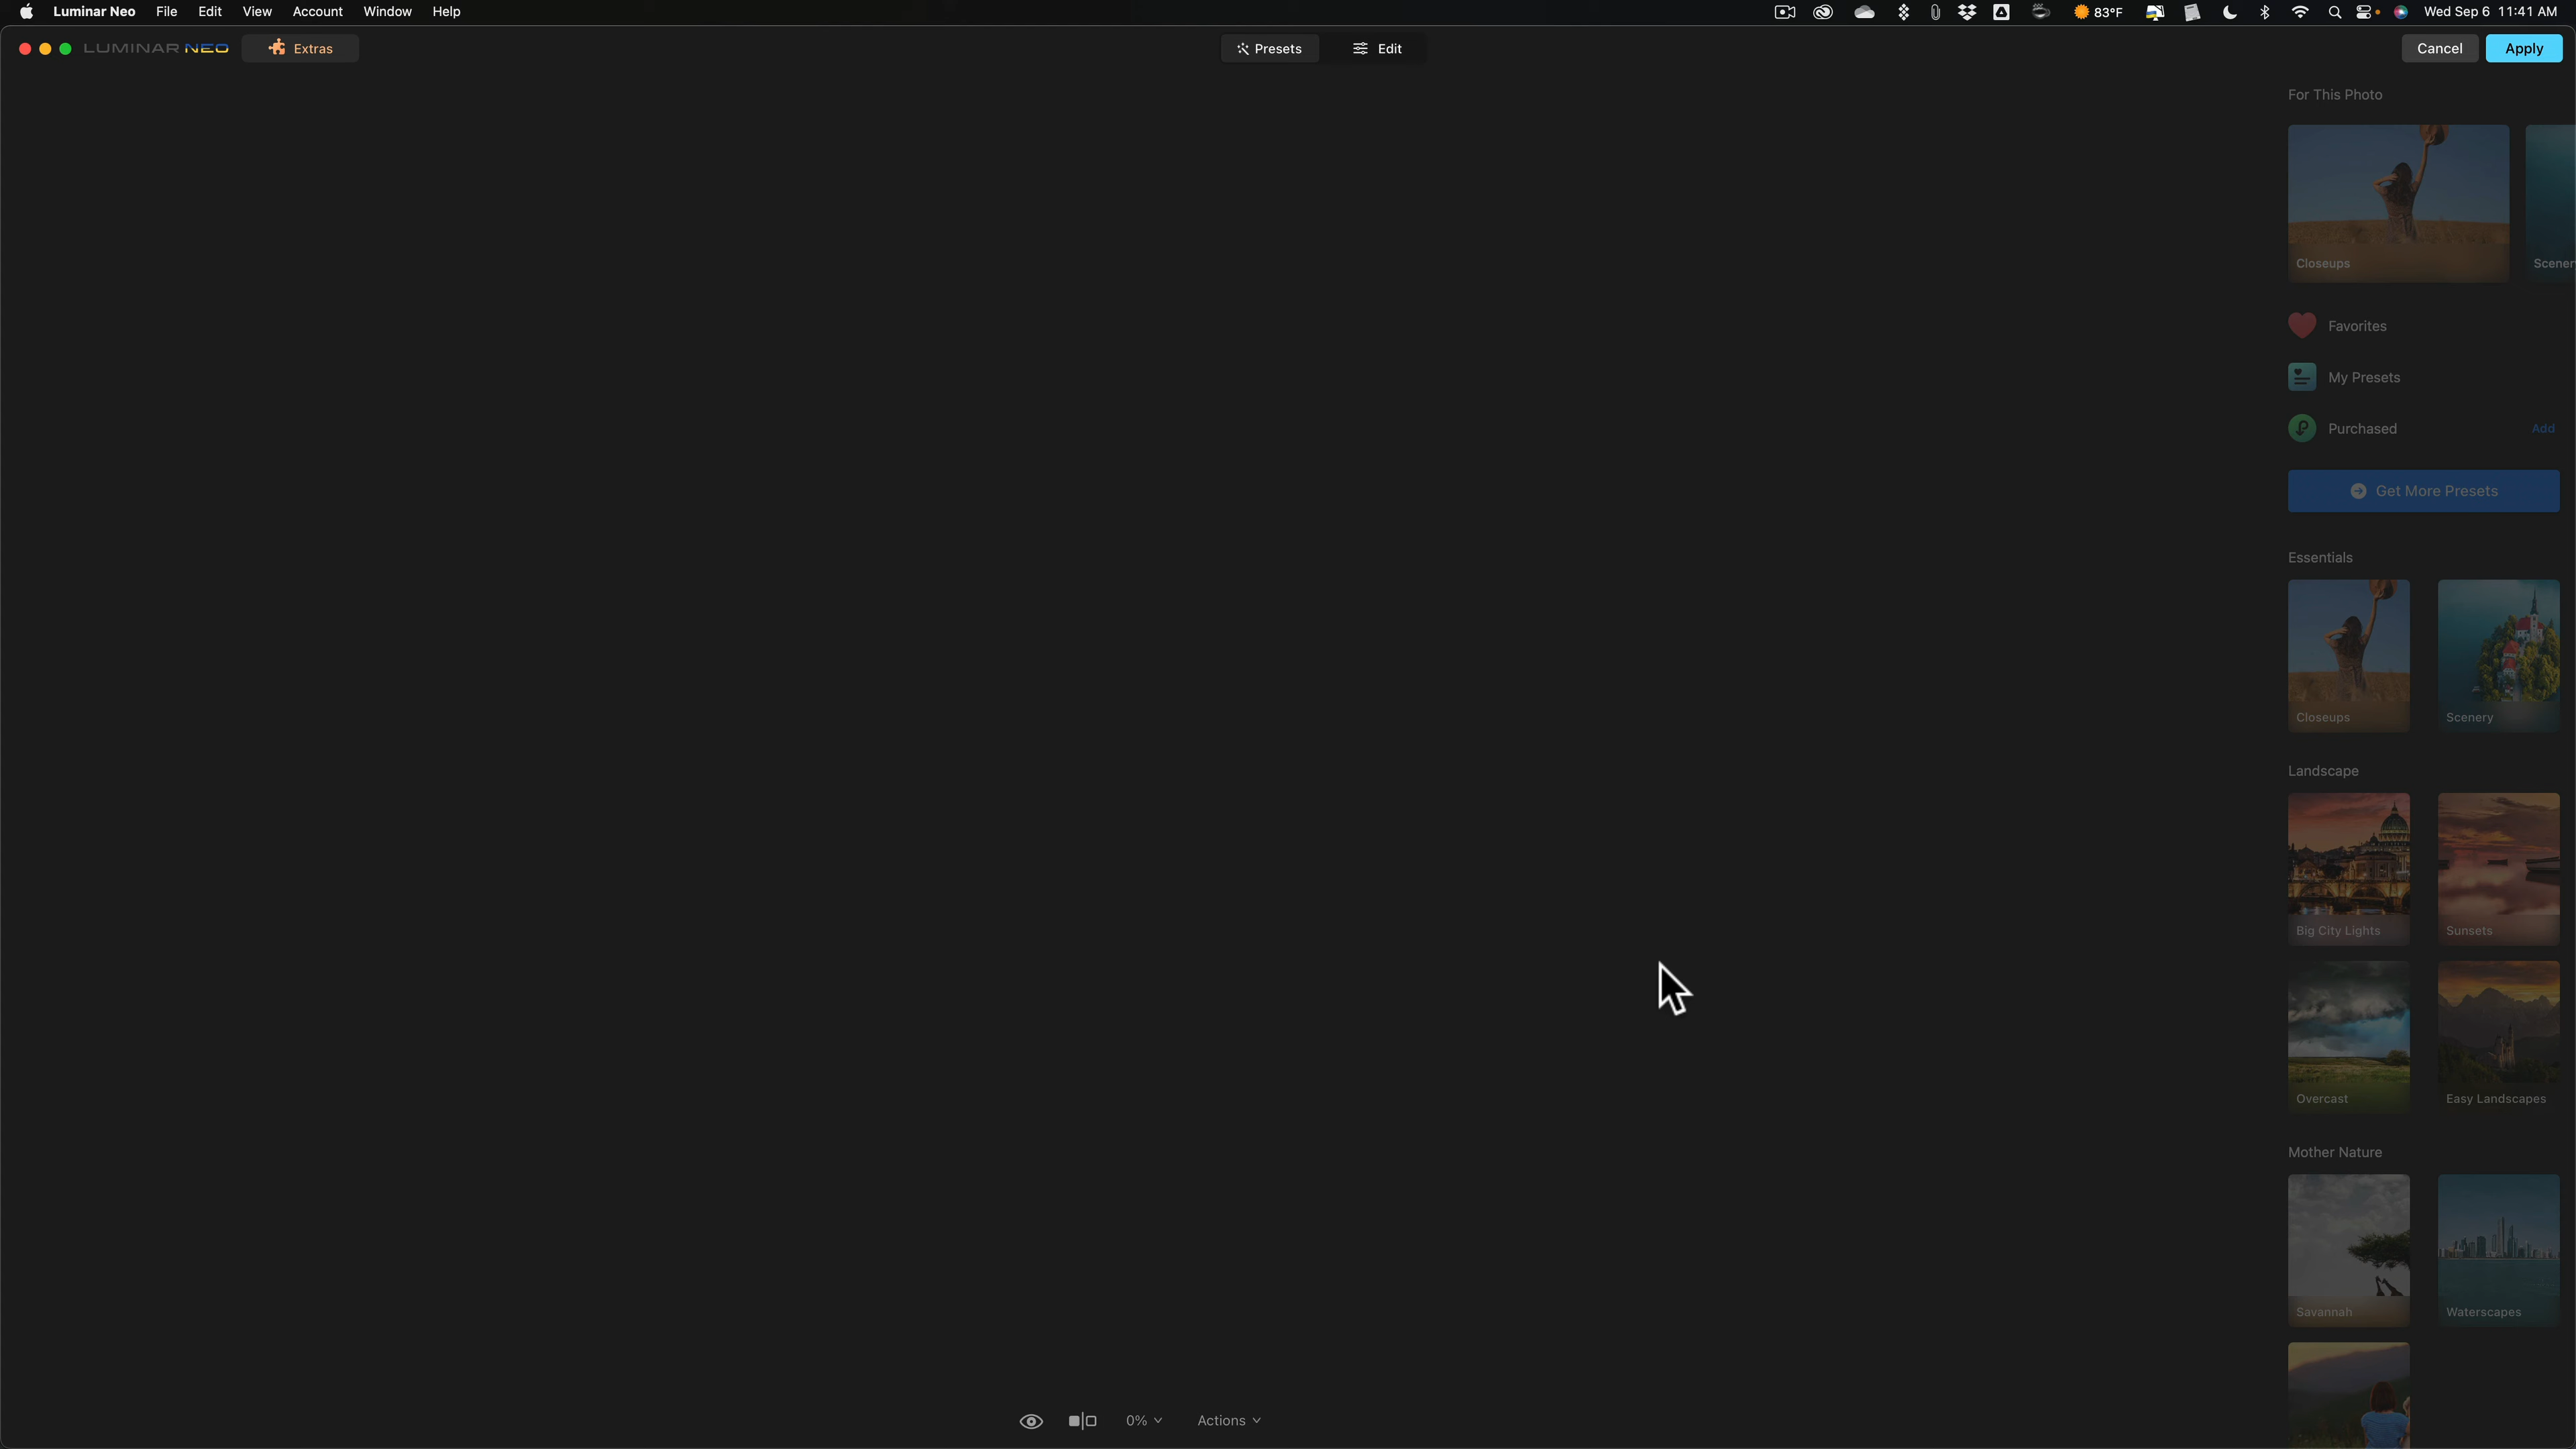 Luminar Neo File Edit View Account Window Help 83°F Wed Sep 6 11:41 AM
LUMINAR NEO Extras Presets Edit Cancel Apply
For This Photo
Closeups Scener
Favorites
My Presets
Purchased Add
Get More Presets
Essentials
Closeups Scenery
Landscape
Big City Lights Sunsets
Overcast Easy Landscapes
Mother Nature
Savannah Waterscapes
0% Actions